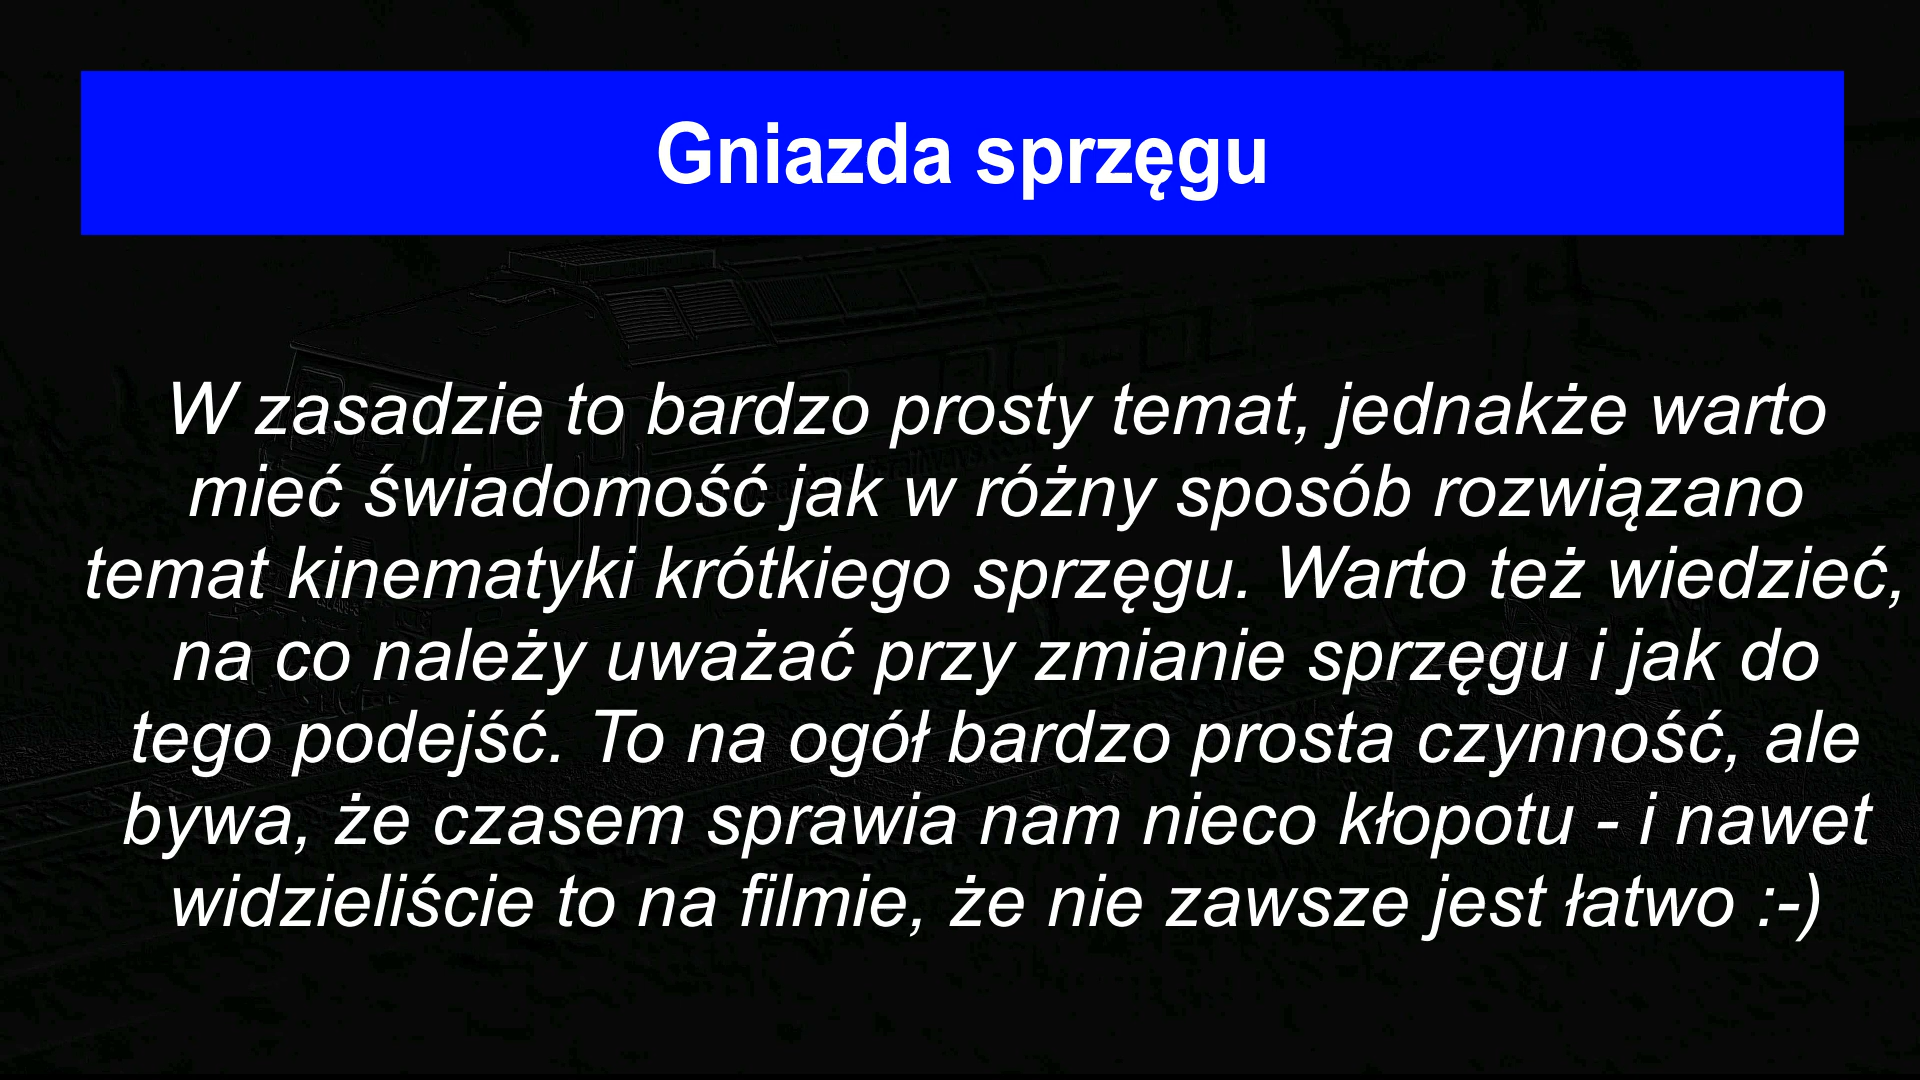 Gniazda sprzęgu
W zasadzie to bardzo prosty temat, jednakże warto
mieć świadomość jak w różny sposób rozwiązano
temat kinematyki krótkiego sprzęgu. Warto też wiedzieć,
na co należy uważać przy zmianie sprzęgu i jak do
tego podejść. To na ogół bardzo prosta czynność, ale
bywa, że czasem sprawia nam nieco kłopotu - i nawet
widzieliście to na filmie, że nie zawsze jest łatwo :-)